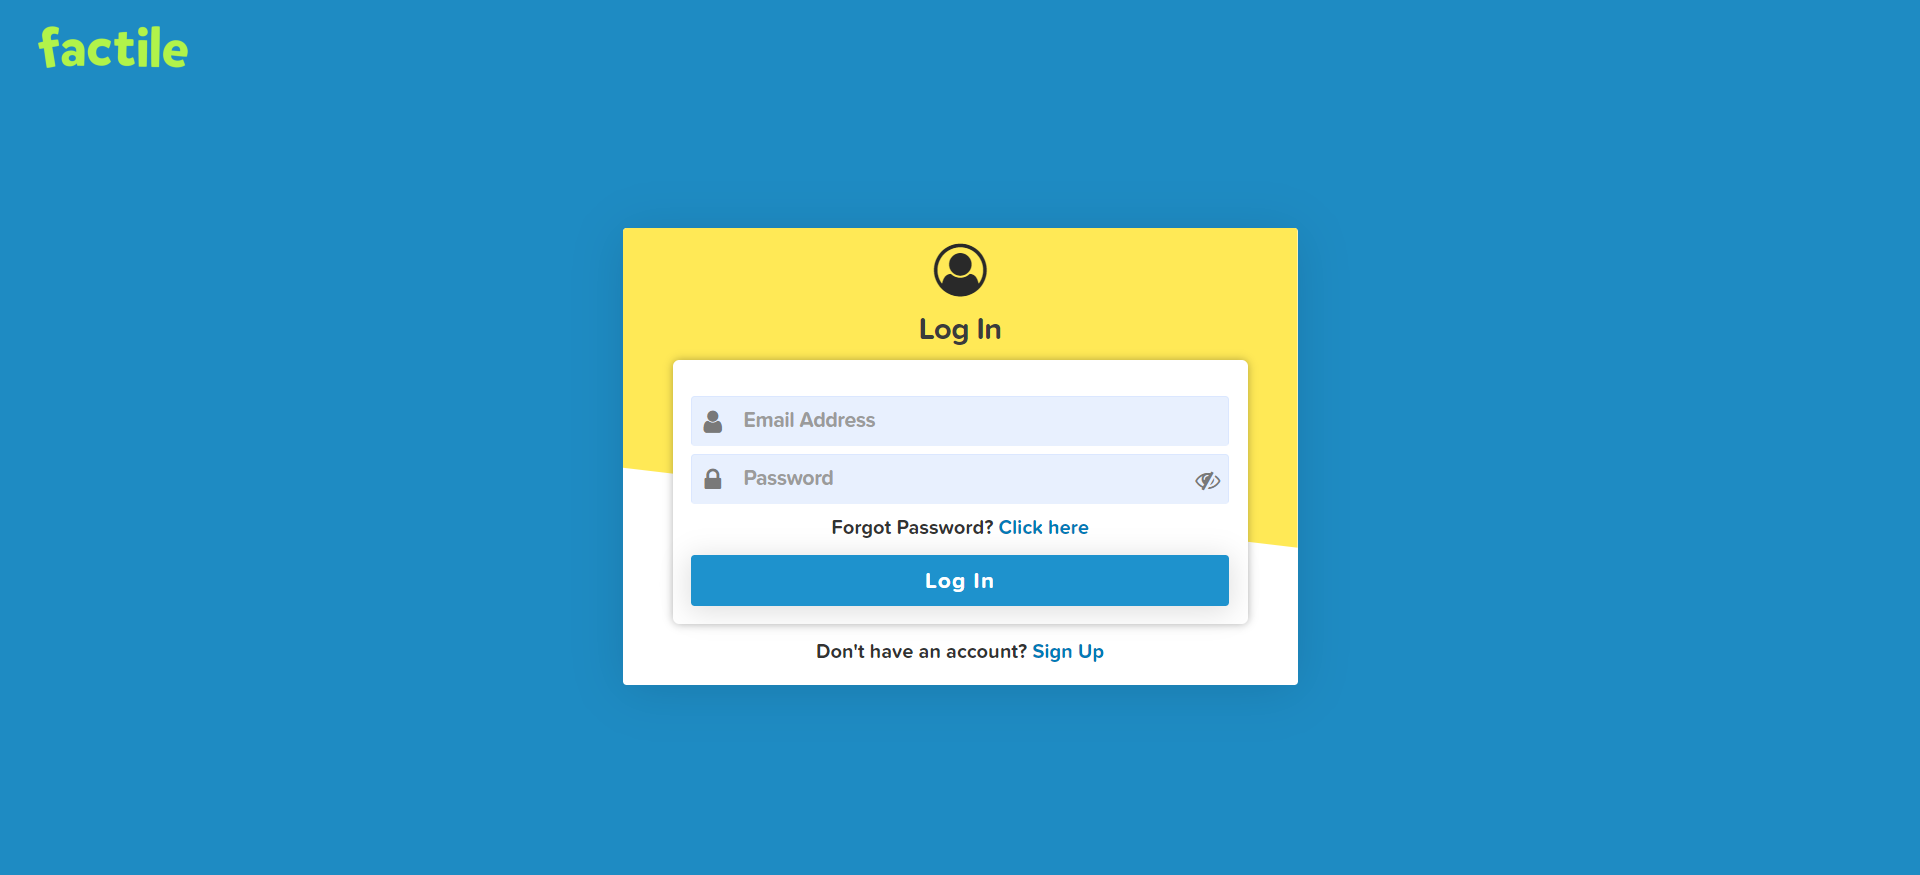 factile
Log In
Email Address
Password
Forgot Password? Click here
Log In
Don't have an account? Sign Up